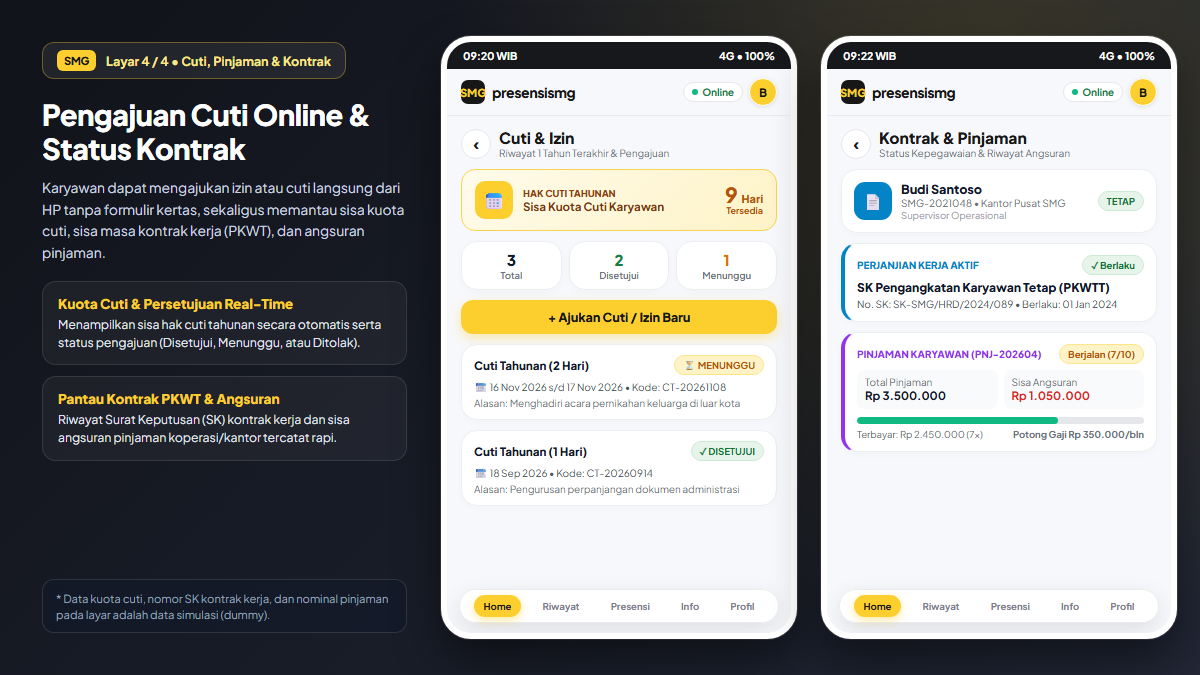 SMG Layar 4 / 4 • Cuti, Pinjaman & Kontrak
Pengajuan Cuti Online &
Status Kontrak
Karyawan dapat mengajukan izin atau cuti langsung dari
HP tanpa formulir kertas, sekaligus memantau sisa kuota
cuti, sisa masa kontrak kerja (PKWT), dan angsuran
pinjaman.
Kuota Cuti & Persetujuan Real-Time
Menampilkan sisa hak cuti tahunan secara otomatis serta
status pengajuan (Disetujui, Menunggu, atau Ditolak).
Pantau Kontrak PKWT & Angsuran
Riwayat Surat Keputusan (SK) kontrak kerja dan sisa
angsuran pinjaman koperasi/kantor tercatat rapi.
* Data kuota cuti, nomor SK kontrak kerja, dan nominal pinjaman
pada layar adalah data simulasi (dummy).
09:20 WIB 4G • 100%
SMG presensismg Online B
‹ Cuti & Izin
Riwayat 1 Tahun Terakhir & Pengajuan
HAK CUTI TAHUNAN
Sisa Kuota Cuti Karyawan
9 Hari
Tersedia
3 2 1
Total Disetujui Menunggu
+ Ajukan Cuti / Izin Baru
Cuti Tahunan (2 Hari) ⏳ MENUNGGU
16 Nov 2026 s/d 17 Nov 2026 • Kode: CT-20261108
Alasan: Menghadiri acara pernikahan keluarga di luar kota
Cuti Tahunan (1 Hari) ✓ DISETUJUI
18 Sep 2026 • Kode: CT-20260914
Alasan: Pengurusan perpanjangan dokumen administrasi
Home Riwayat Presensi Info Profil
09:22 WIB 4G • 100%
SMG presensismg Online B
‹ Kontrak & Pinjaman
Status Kepegawaian & Riwayat Angsuran
Budi Santoso
SMG-2021048 • Kantor Pusat SMG
Supervisor Operasional
TETAP
PERJANJIAN KERJA AKTIF ✓ Berlaku
SK Pengangkatan Karyawan Tetap (PKWTT)
No. SK: SK-SMG/HRD/2024/089 • Berlaku: 01 Jan 2024
PINJAMAN KARYAWAN (PNJ-202604) Berjalan (7/10)
Total Pinjaman Sisa Angsuran
Rp 3.500.000 Rp 1.050.000
Terbayar: Rp 2.450.000 (7x) Potong Gaji Rp 350.000/bln
Home Riwayat Presensi Info Profil